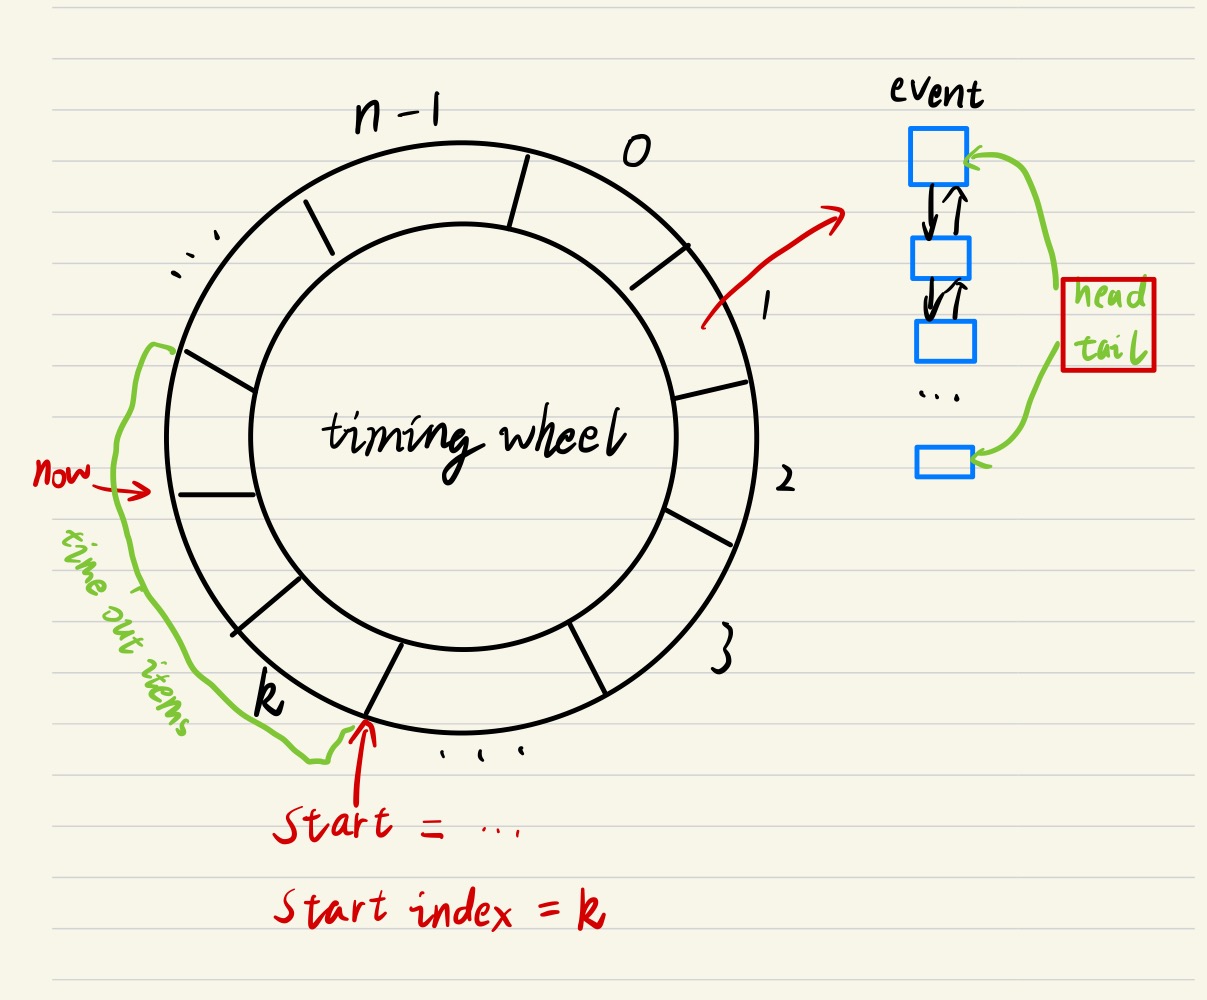 event
n-1
0
...
1
head
tail
...
timing wheel
now
2
time out items
3
k
...
Start = ...
Start index = k